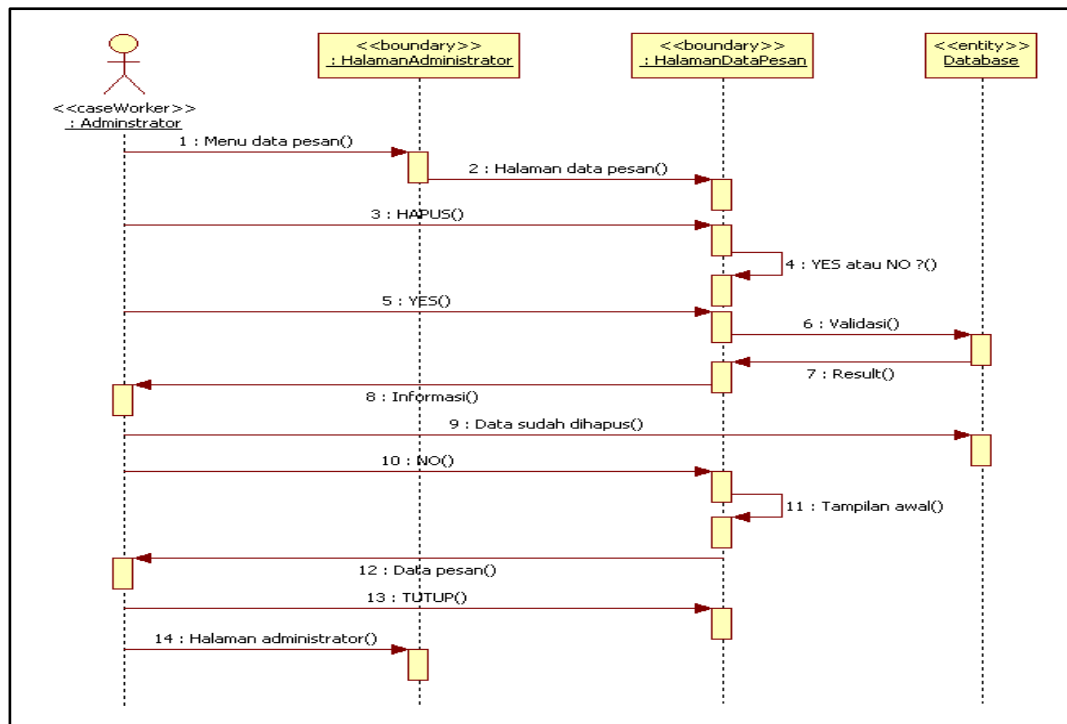 <<boundary>>
: HalamanAdministrator
<<boundary>>
: HalamanDataPesan
<<entity>>
Database
<<caseWorker>>
: Adminstrator
1 : Menu data pesan()
2 : Halaman data pesan()
3 : HAPUS()
4 : YES atau NO ?()
5 : YES()
6 : Validasi()
7 : Result()
8 : Informasi()
9 : Data sudah dihapus()
10 : NO()
11 : Tampilan awal()
12 : Data pesan()
13 : TUTUP()
14 : Halaman administrator()